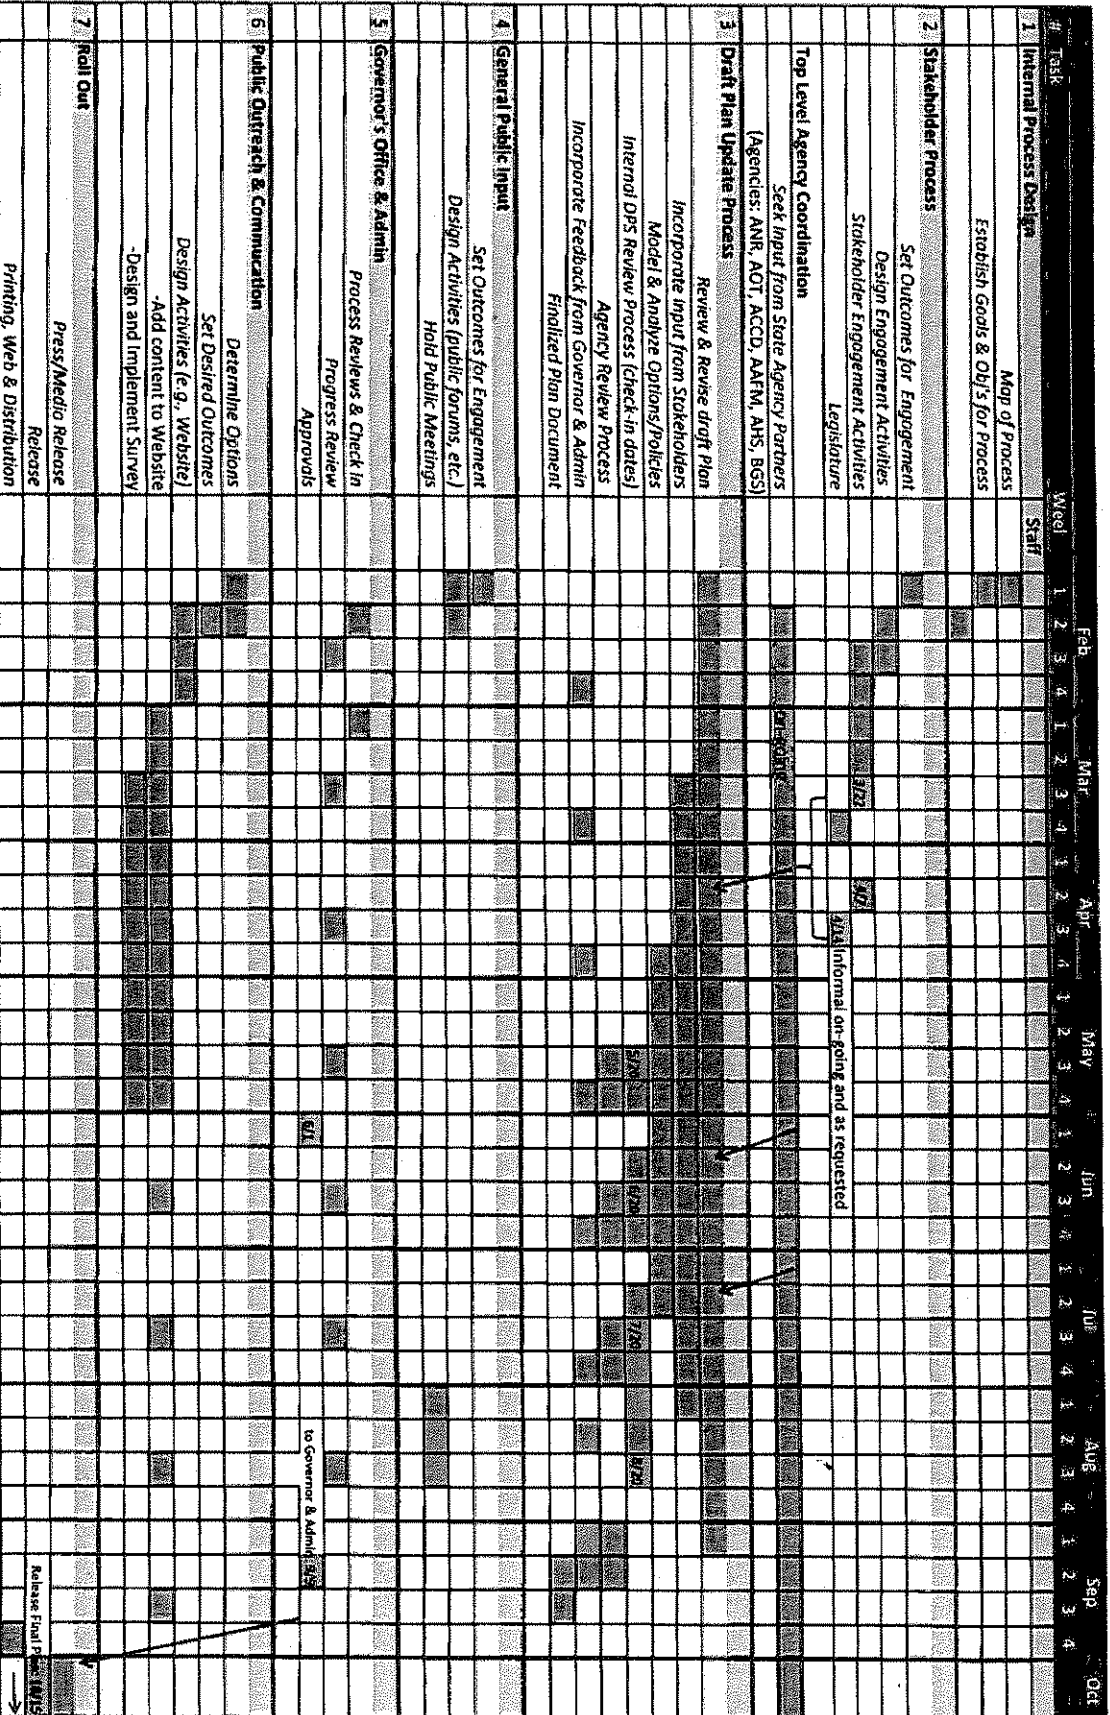 # Task Week Feb Mar Apr May Jun Jul Aug Sep Oct
1 2 3 4 1 2 3 4 1 2 3 4 1 2 3 4 1 2 3 4 1 2 3 4 1 2 3 4 1 2 3 4
1 Internal Process Design Staff
Map of Process
Establish Goals & Obj's for Process
2 Stakeholder Process
Set Outcomes for Engagement
Design Engagement Activities
Stakeholder Engagement Activities 3/22 4/7
Legislature 4/14 Informal on-going and as requested
Top Level Agency Coordination
Seek Input from State Agency Partners On-going
(Agencies: ANR, AOT, ACCD, AAFM, AHS, BGS)
3 Draft Plan Update Process
Review & Revise draft Plan
Incorporate Input from Stakeholders
Model & Analyze Options/Policies
Internal DPS Review Process (check-in dates) 5/20 6/20 7/20 8/20
Agency Review Process
Incorporate Feedback from Governor & Admin
Finalized Plan Document
4 General Public Input
Set Outcomes for Engagement
Design Activities (public forums, etc.)
Hold Public Meetings
5 Governor's Office & Admin
Process Reviews & Check In
Progress Review
Approvals 6/1 to Governor & Admin:
6 Public Outreach & Commucation
Determine Options
Set Desired Outcomes
Design Activities (e.g., Website)
-Add content to Website
-Design and Implement Survey
7 Roll Out
Press/Media Release
Release Release Final Plan: 10/15
Printing, Web & Distribution